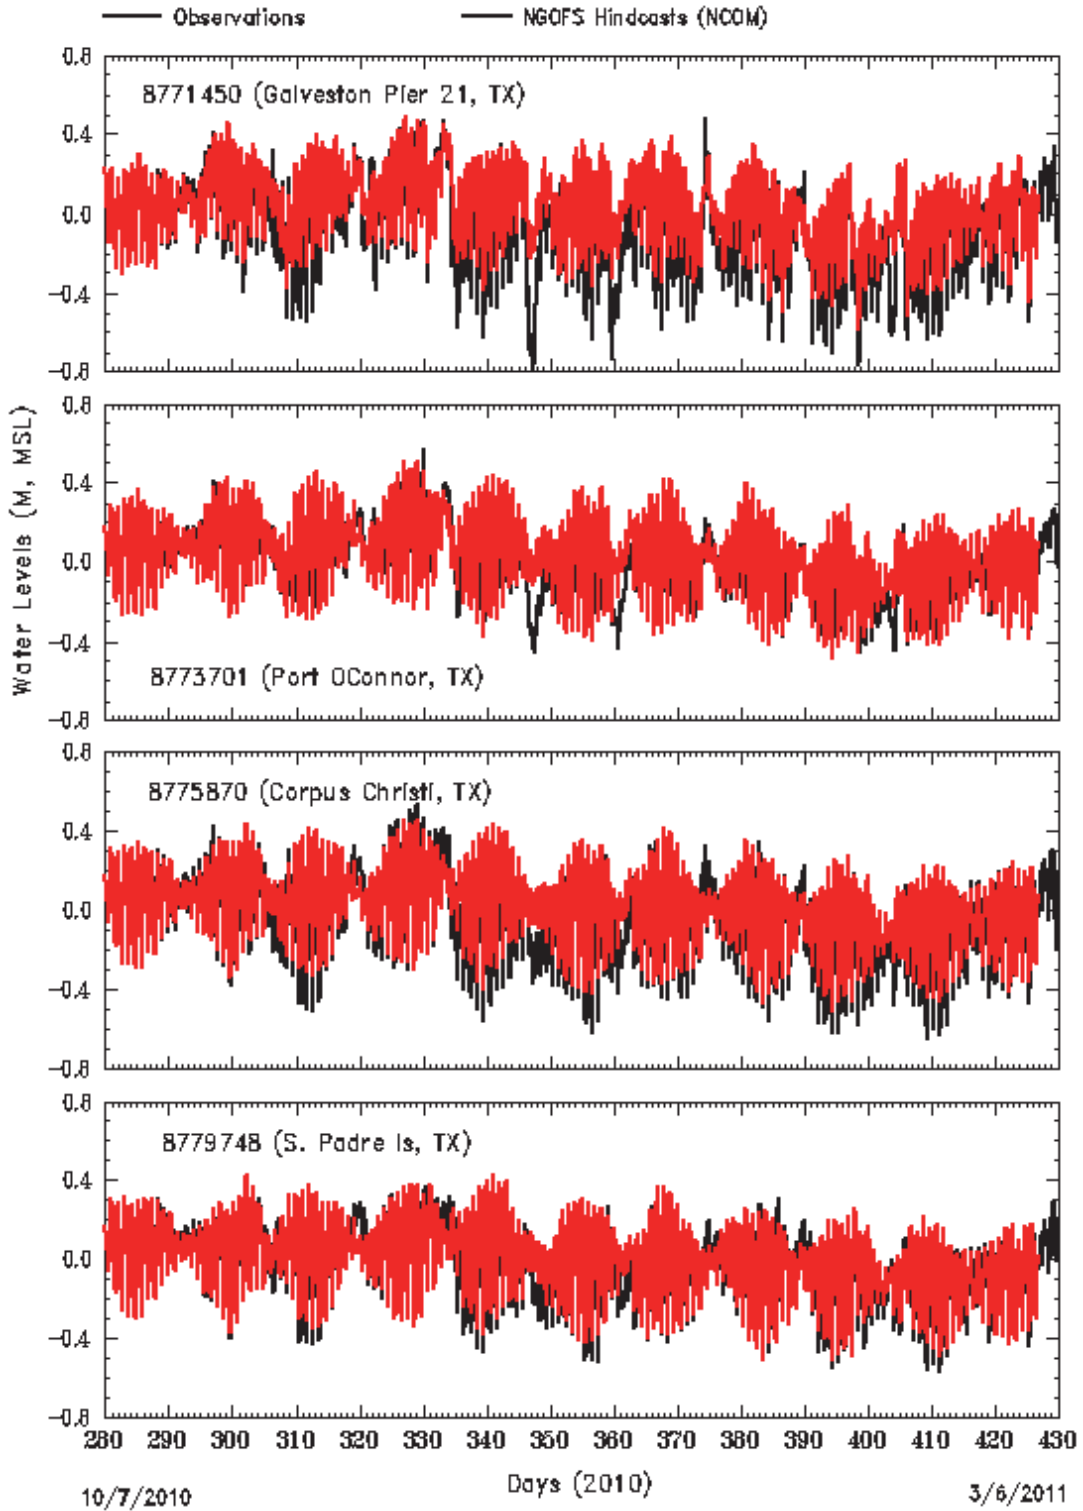 Observations NGOFS Hindcasts (NCOM)
0.8
8771450 (Galveston Pier 21, TX)
0.4
0.0
-0.4
-0.8
0.8
0.4
0.0
-0.4
8773701 (Port OConnor, TX)
-0.8
0.8
8775870 (Corpus Christi, TX)
0.4
0.0
-0.4
-0.8
0.8
8779748 (S. Padre Is, TX)
0.4
0.0
-0.4
-0.8
Water Levels (M, MSL)
280 290 300 310 320 330 340 350 360 370 380 390 400 410 420 430
Days (2010)
10/7/2010 3/6/2011